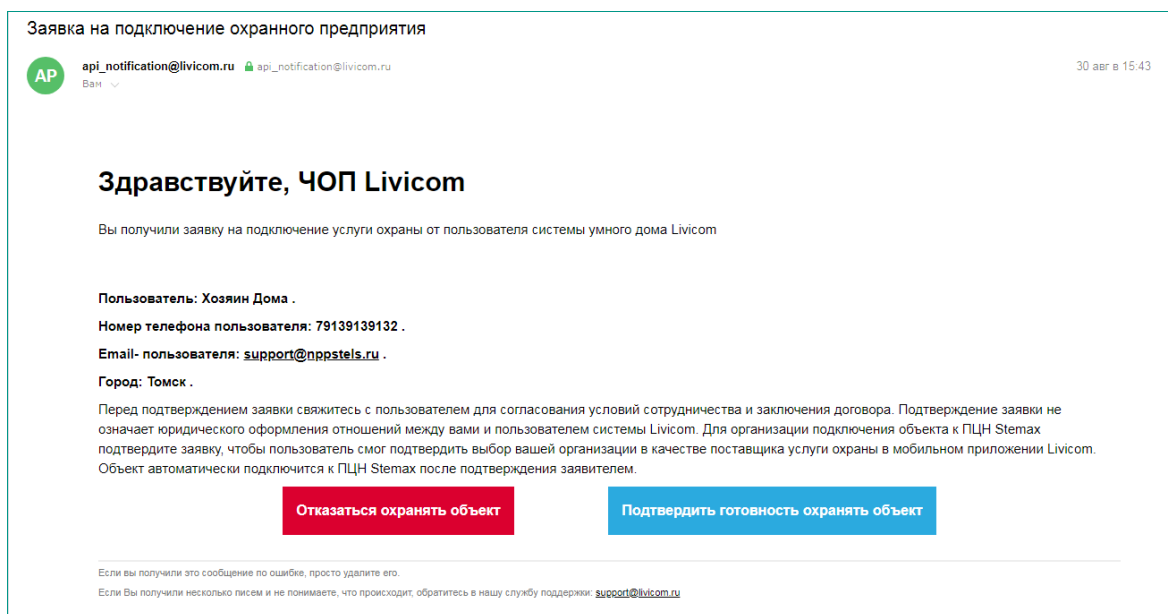 Заявка на подключение охранного предприятия
AP
api_notification@livicom.ru api_notification@livicom.ru
30 авг в 15:43
Вам
Здравствуйте, ЧОП Livicom
Вы получили заявку на подключение услуги охраны от пользователя системы умного дома Livicom
Пользователь: Хозяин Дома .
Номер телефона пользователя: 79139139132 .
Email- пользователя: support@nppstels.ru .
Город: Томск .
Перед подтверждением заявки свяжитесь с пользователем для согласования условий сотрудничества и заключения договора. Подтверждение заявки не
означает юридического оформления отношений между вами и пользователем системы Livicom. Для организации подключения объекта к ПЦН Stemax
подтвердите заявку, чтобы пользователь смог подтвердить выбор вашей организации в качестве поставщика услуги охраны в мобильном приложении Livicom.
Объект автоматически подключится к ПЦН Stemax после подтверждения заявителем.
Отказаться охранять объект
Подтвердить готовность охранять объект
Если вы получили это сообщение по ошибке, просто удалите его.
Если Вы получили несколько писем и не понимаете, что происходит, обратитесь в нашу службу поддержки: support@livicom.ru